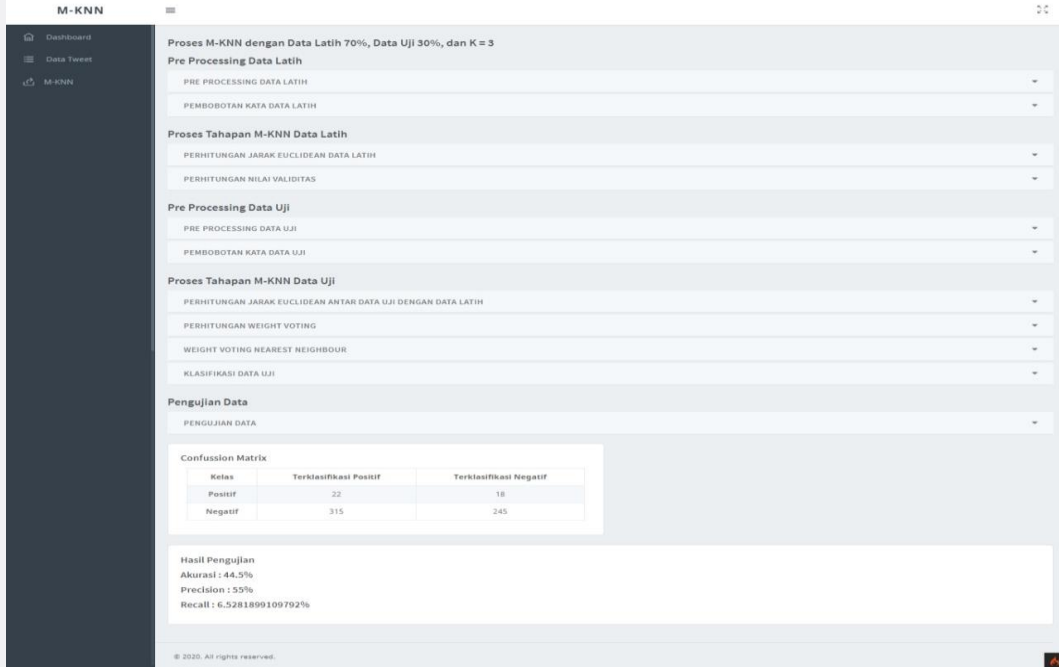 M-KNN
Dashboard
Data Tweet
M-KNN
Proses M-KNN dengan Data Latih 70%, Data Uji 30%, dan K = 3
Pre Processing Data Latih
PRE PROCESSING DATA LATIH
PEMBOBOTAN KATA DATA LATIH
Proses Tahapan M-KNN Data Latih
PERHITUNGAN JARAK EUCLIDEAN DATA LATIH
PERHITUNGAN NILAI VALIDITAS
Pre Processing Data Uji
PRE PROCESSING DATA UJI
PEMBOBOTAN KATA DATA UJI
Proses Tahapan M-KNN Data Uji
PERHITUNGAN JARAK EUCLIDEAN ANTAR DATA UJI DENGAN DATA LATIH
PERHITUNGAN WEIGHT VOTING
WEIGHT VOTING NEAREST NEIGHBOUR
KLASIFIKASI DATA UJI
Pengujian Data
PENGUJIAN DATA
Confussion Matrix
Kelas Terklasifikasi Positif Terklasifikasi Negatif
Positif 22 18
Negatif 315 245
Hasil Pengujian
Akurasi : 44.5%
Precision : 55%
Recall : 6.5281899109792%
© 2020. All rights reserved.